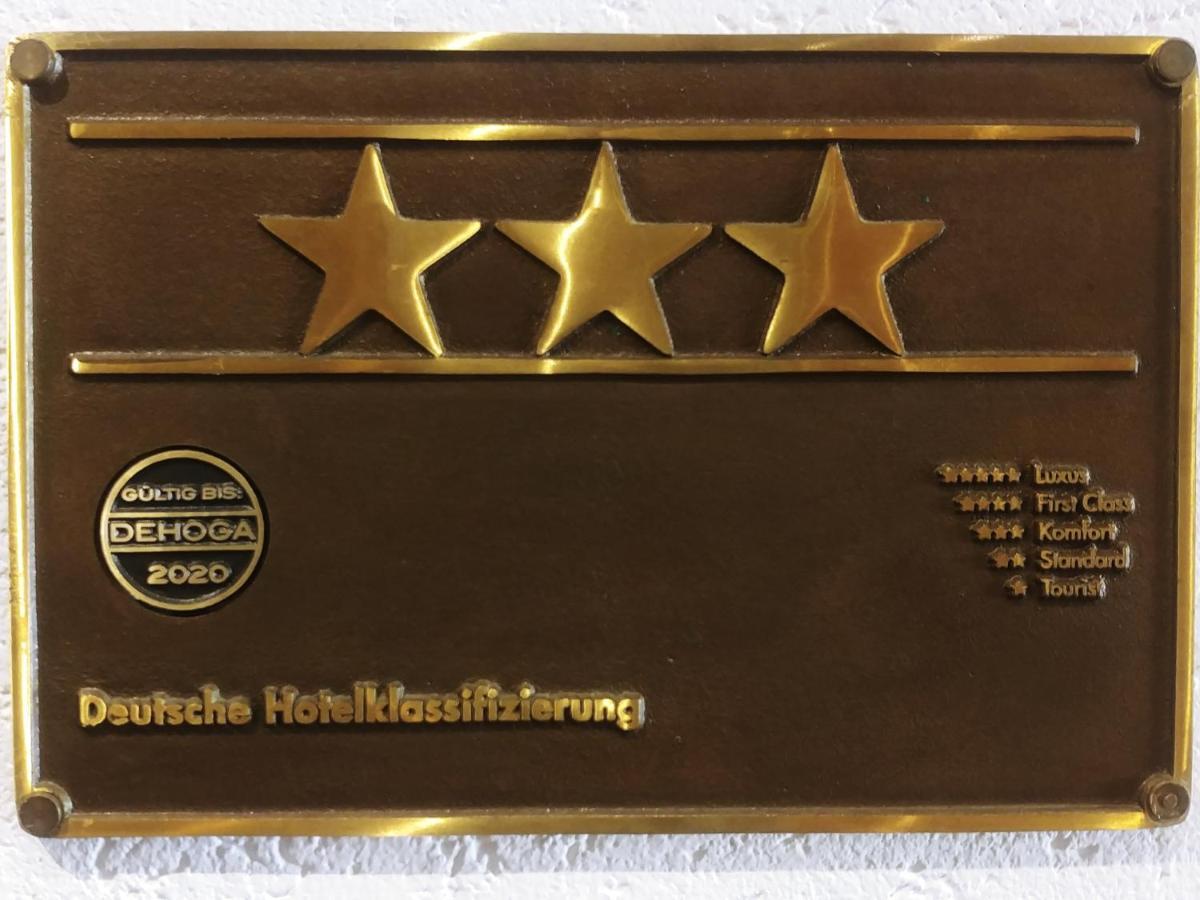 GÜLTIG BIS:
DEHOGA
2020
Luxus
First Class
Komfort
Standard
Tourist
Deutsche Hotelklassifizierung